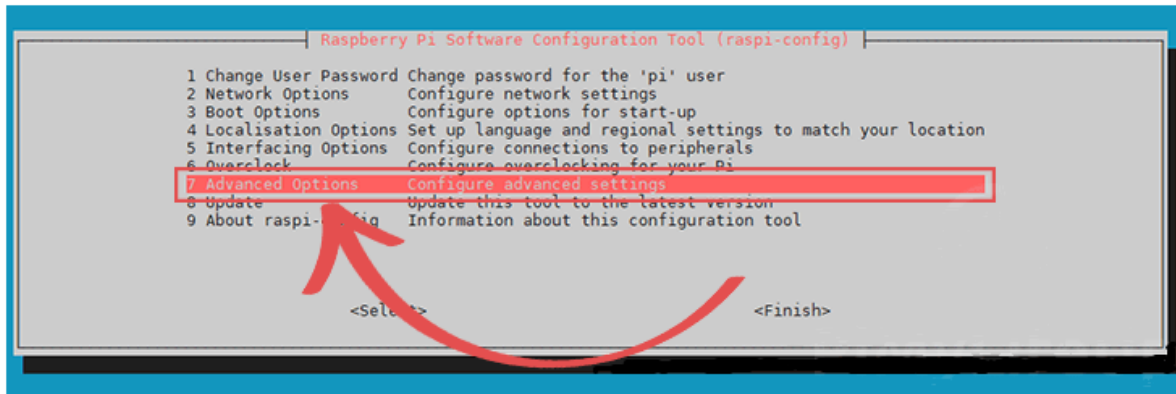 Raspberry Pi Software Configuration Tool (raspi-config)
1 Change User Password Change password for the 'pi' user
2 Network Options Configure network settings
3 Boot Options Configure options for start-up
4 Localisation Options Set up language and regional settings to match your location
5 Interfacing Options Configure connections to peripherals
6 Overclock Configure overclocking for your Pi
7 Advanced Options Configure advanced settings
8 Update Update this tool to the latest version
9 About raspi-config Information about this configuration tool
<Select> <Finish>